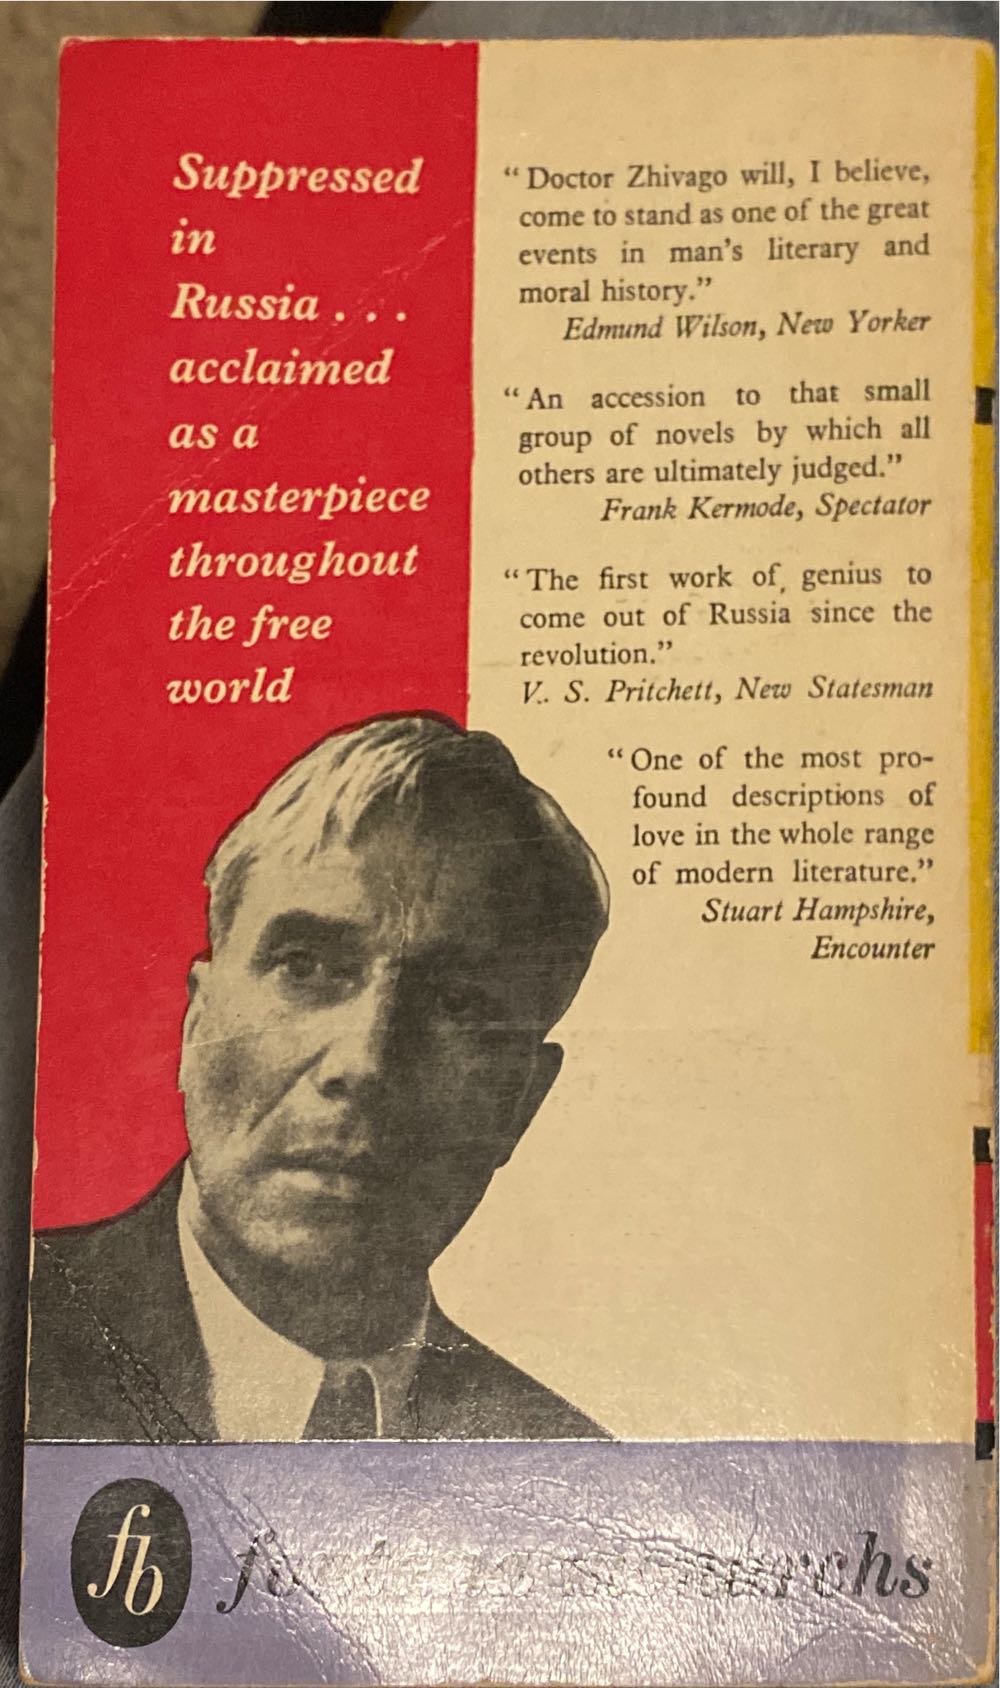 Suppressed
in
Russia . . .
acclaimed
as a
masterpiece
throughout
the free
world
“Doctor Zhivago will, I believe,
come to stand as one of the great
events in man’s literary and
moral history.”
Edmund Wilson, New Yorker
“An accession to that small
group of novels by which all
others are ultimately judged.”
Frank Kermode, Spectator
“The first work of genius to
come out of Russia since the
revolution.”
V. S. Pritchett, New Statesman
“One of the most pro-
found descriptions of
love in the whole range
of modern literature.”
Stuart Hampshire,
Encounter
fb